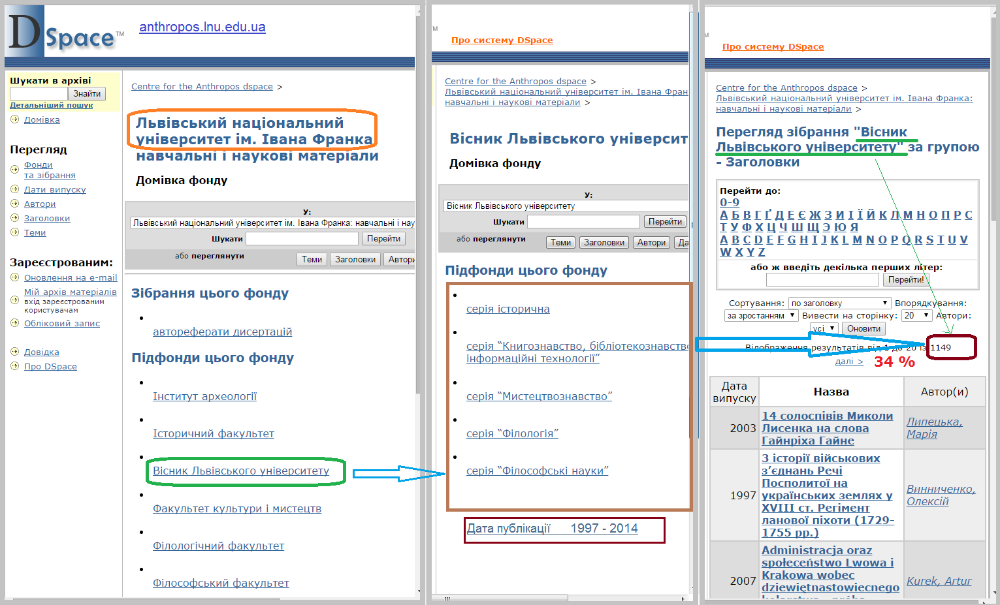 DSpace™
anthropos.lnu.edu.ua
Шукати в архіві
Знайти
Детальніший пошук
Домівка
Перегляд
Фонди
та зібрання
Дати випуску
Автори
Заголовки
Теми
Зареєстрованим:
Оновлення на e-mail
Мій архів матеріалів
вхід зареєстрованим
користувачам
Обліковий запис
Довідка
Про DSpace
Centre for the Anthropos dspace >
Львівський національний
університет ім. Івана Франка
навчальні і наукові матеріали
Домівка фонду
У:
Львівський національний університет ім. Івана Франка: навчальні і нау
Шукати
Перейти
або переглянути
Теми Заголовки Автори
Зібрання цього фонду
автореферати дисертацій
Підфонди цього фонду
Інститут археології
Історичний факультет
Вісник Львівського університету
Факультет культури і мистецтв
Філологічний факультет
Філософський факультет
TM
Про систему DSpace
Centre for the Anthropos dspace >
Львівський національний університет ім. Івана Фран
навчальні і наукові матеріали >
Вісник Львівського університ
Домівка фонду
У:
Вісник Львівського університету
Шукати
Перейти
або переглянути
Теми Заголовки Автори Да
Підфонди цього фонду
серія історична
серія “Книгознавство, бібліотекознавство
інформаційні технології”
серія “Мистецтвознавство”
серія “Філологія”
серія “Філософські науки”
Дата публікації 1997 - 2014
Про систему DSpace
Centre for the Anthropos dspace >
Львівський національний університет ім. Івана Франка:
навчальні і наукові матеріали >
Перегляд зібрання "Вісник
Львівського університету" за групою
- Заголовки
Перейти до:
0-9
А Б В Г Ґ Д Е Є Ж З И І Ї Й К Л М Н О П Р С
Т У Ф Х Ц Ч Ш Щ Э Ю Я
A B C D E F G H I J K L M N O P Q R S T U V
W X Y Z
або ж введіть декілька перших літер:
Перейти!
Сортування: по заголовку Впорядкування:
за зростанням Вивести на сторінку: 20 Автори:
усі Оновити
Відображення результатів від 1 до 20 із 1149
далі > 34 %
Дата
випуску
Назва
Автор(и)
2003
14 солоспівів Миколи
Лисенка на слова
Гайнріха Гайне
Липецька,
Марія
1997
З історії військових
з’єднань Речі
Посполитої на
українських землях у
XVIII ст. Регімент
ланової піхоти (1729-
1755 рр.)
Винниченко,
Олексій
2007
Administracja oraz
społeceństwo Lwowa i
Krakowa wobec
dziewiętnastowiecnego
Kurek, Artur